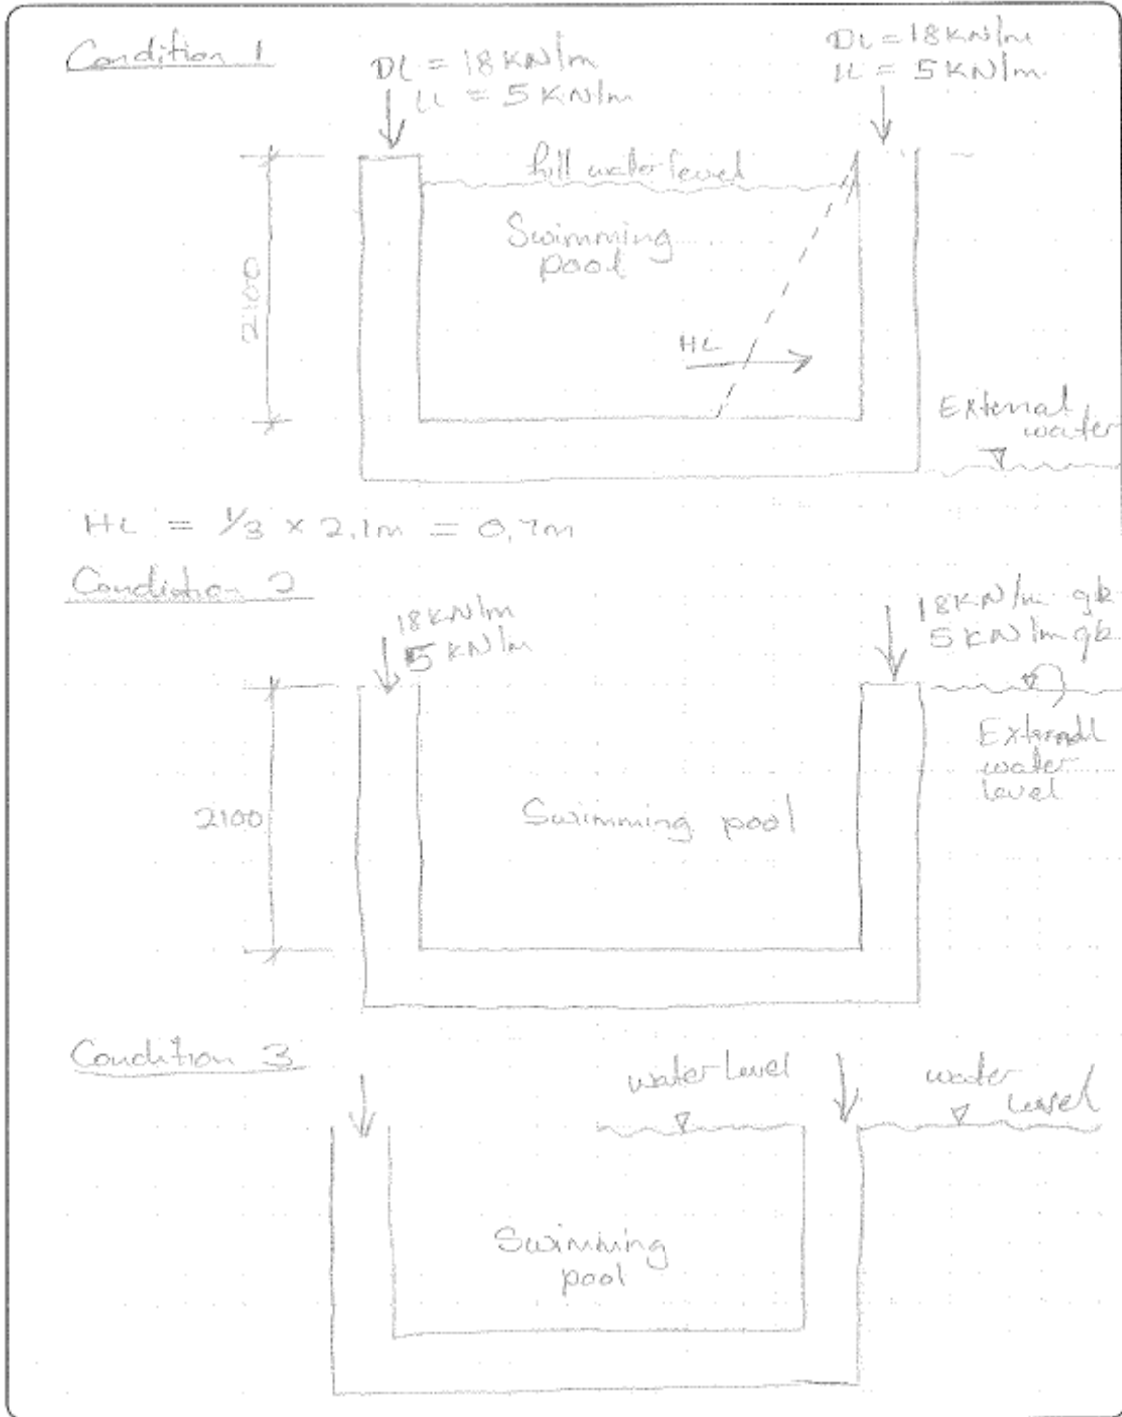 Condition 1
DL = 18 KN/m
LL = 5 KN/m
DL = 18 KN/m
LL = 5 KN/m
full water level
Swimming
pool
2100
HL
External
water
HL = 1/3 × 2.1m = 0,7m
Condition 2
18 KN/m
5 KN/m
18 KN/m gk
5 KN/m qk
2100
Swimming pool
External
water
level
Condition 3
water level
water
level
Swimming
pool